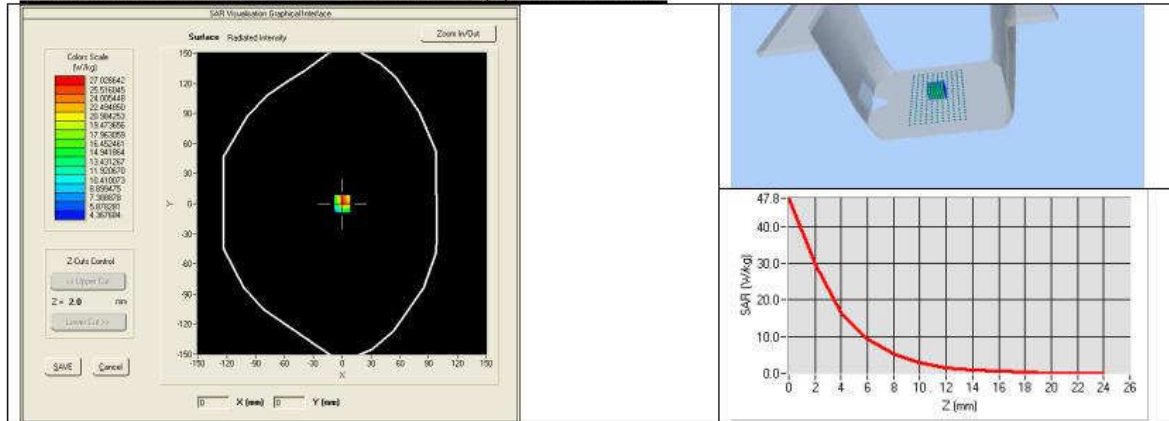 SAR Visualisation Graphical Interface
Surface Radiated Intensity
Zoom In/Out
Colors Scale
(W/kg)
27.028642
25.516045
24.005448
22.494850
20.984253
19.473656
17.963059
16.452461
14.941864
13.431267
11.920670
10.410073
8.899475
7.388878
5.878281
4.367684
150
120
90
60
30
0
-30
-60
-90
-120
-150
Y
-150 -120 -90 -60 -30 0 30 60 90 120 150
X
Z-Cuts Control
<< Upper Cut
Z = 2.0 mm
Lower Cut >>
SAVE Cancel
0 X (mm) 0 Y (mm)
47.8
40.0
30.0
20.0
10.0
0.0
SAR (W/kg)
0 2 4 6 8 10 12 14 16 18 20 22 24 26
Z (mm)